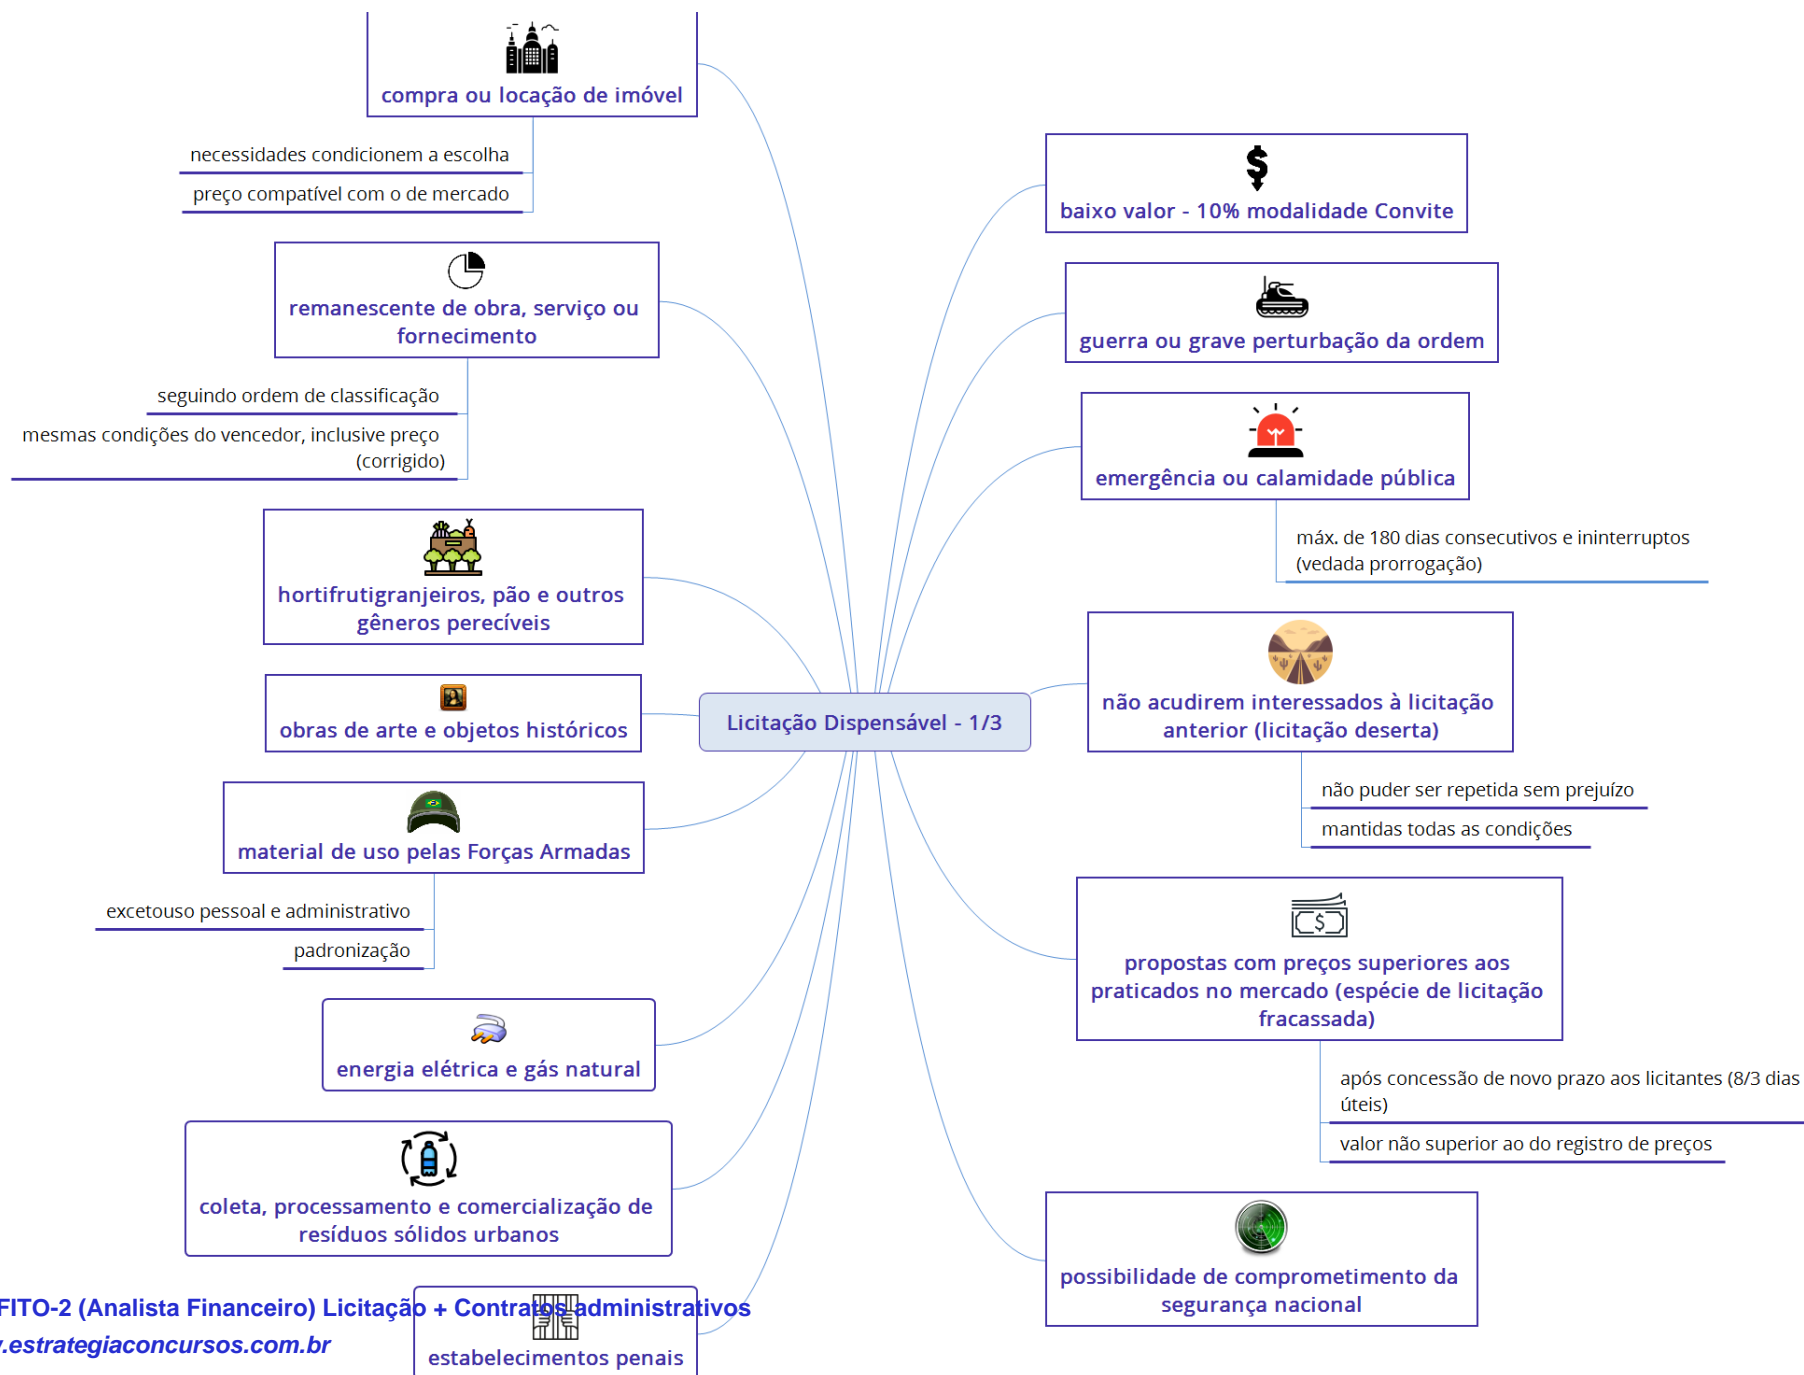 compra ou locação de imóvel
necessidades condicionem a escolha
preço compatível com o de mercado
remanescente de obra, serviço ou
fornecimento
seguindo ordem de classificação
mesmas condições do vencedor, inclusive preço
(corrigido)
hortifrutigranjeiros, pão e outros
gêneros perecíveis
obras de arte e objetos históricos
material de uso pelas Forças Armadas
excetouso pessoal e administrativo
padronização
energia elétrica e gás natural
coleta, processamento e comercialização de
resíduos sólidos urbanos
estabelecimentos penais
Licitação Dispensável - 1/3
baixo valor - 10% modalidade Convite
guerra ou grave perturbação da ordem
emergência ou calamidade pública
máx. de 180 dias consecutivos e ininterruptos
(vedada prorrogação)
não acudirem interessados à licitação
anterior (licitação deserta)
não puder ser repetida sem prejuízo
mantidas todas as condições
propostas com preços superiores aos
praticados no mercado (espécie de licitação
fracassada)
após concessão de novo prazo aos licitantes (8/3 dias
úteis)
valor não superior ao do registro de preços
possibilidade de comprometimento da
segurança nacional
FITO-2 (Analista Financeiro) Licitação + Contratos administrativos
.estrategiaconcursos.com.br